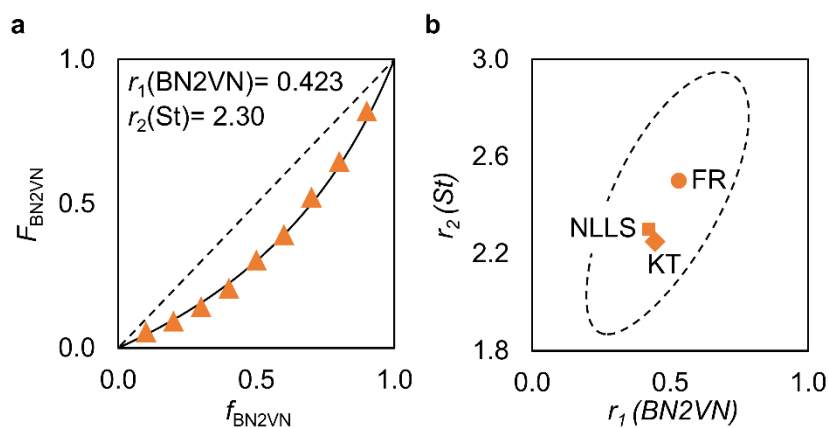 a
1.0
r1(BN2VN)= 0.423
r2(St)= 2.30
FBN2VN
0.5
0.0
0.0
0.5
1.0
fBN2VN
b
3.0
2.6
r2(St)
FR
NLLS
2.2
KT
1.8
0.0
0.5
1.0
r1(BN2VN)